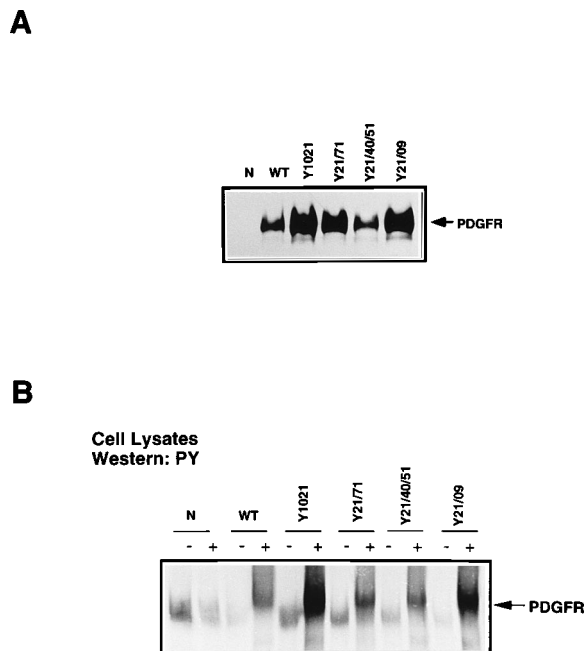 A
N WT Y1021 Y21/71 Y21/40/51 Y21/09
PDGFR
B
Cell Lysates
Western: PY
N WT Y1021 Y21/71 Y21/40/51 Y21/09
- + - + - + - + - + - +
PDGFR